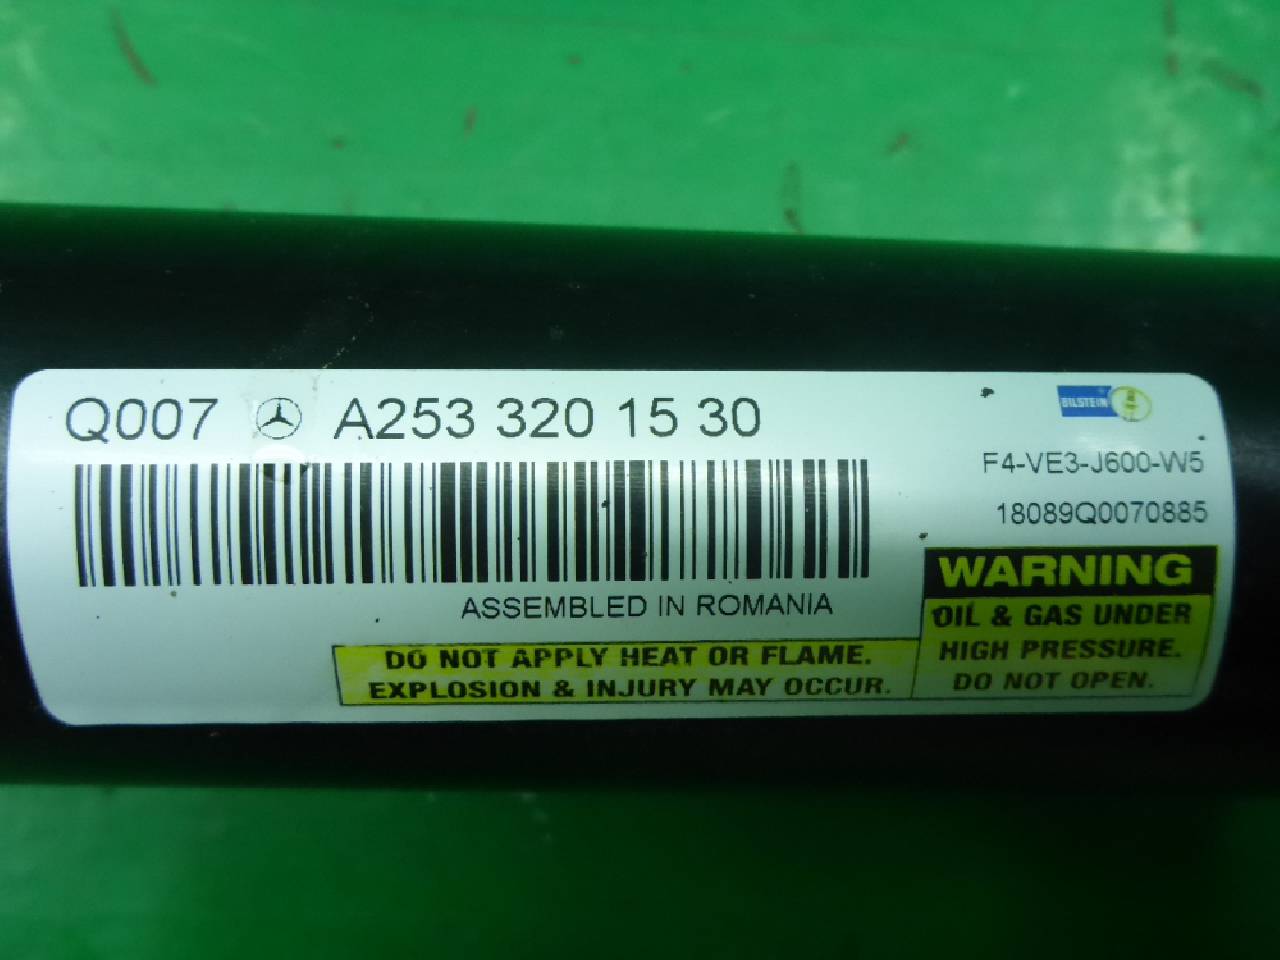 Q007 A253 320 15 30
BILSTEIN
F4-VE3-J600-W5
18089Q0070885
ASSEMBLED IN ROMANIA
WARNING
OIL & GAS UNDER
HIGH PRESSURE.
DO NOT OPEN.
DO NOT APPLY HEAT OR FLAME.
EXPLOSION & INJURY MAY OCCUR.